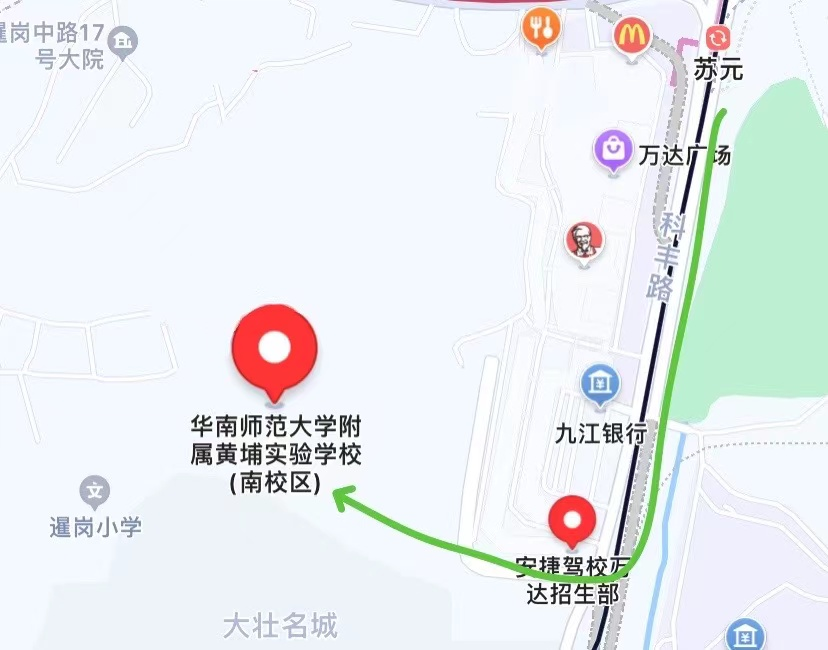 暹岗中路17
号大院
苏元
万达广场
科丰路
九江银行
华南师范大学附
属黄埔实验学校
(南校区)
文
暹岗小学
安捷驾校万
达招生部
大壮名城